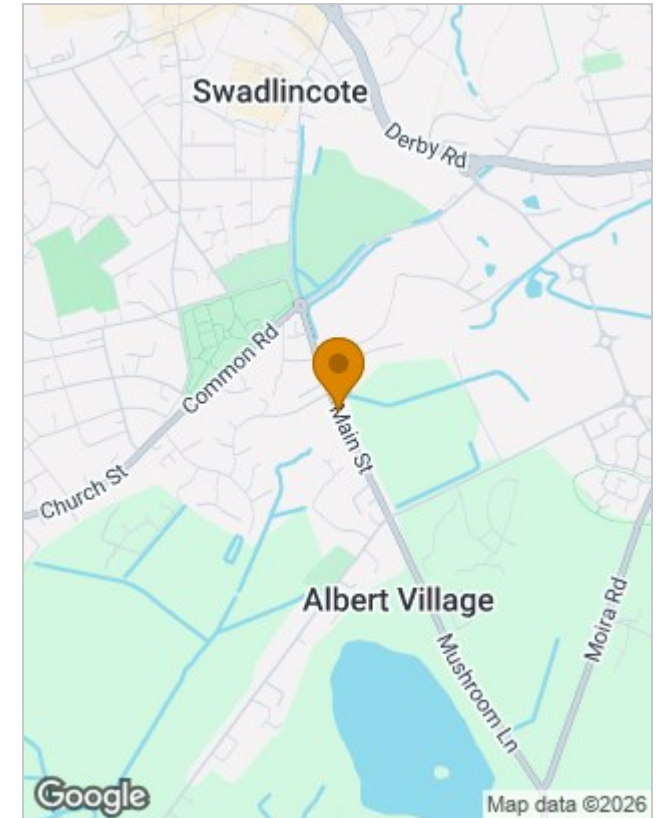 Swadlincote
Derby Rd
Common Rd
Main St
Church St
Albert Village
Moira Rd
Mushroom Ln
Google
Map data ©2026